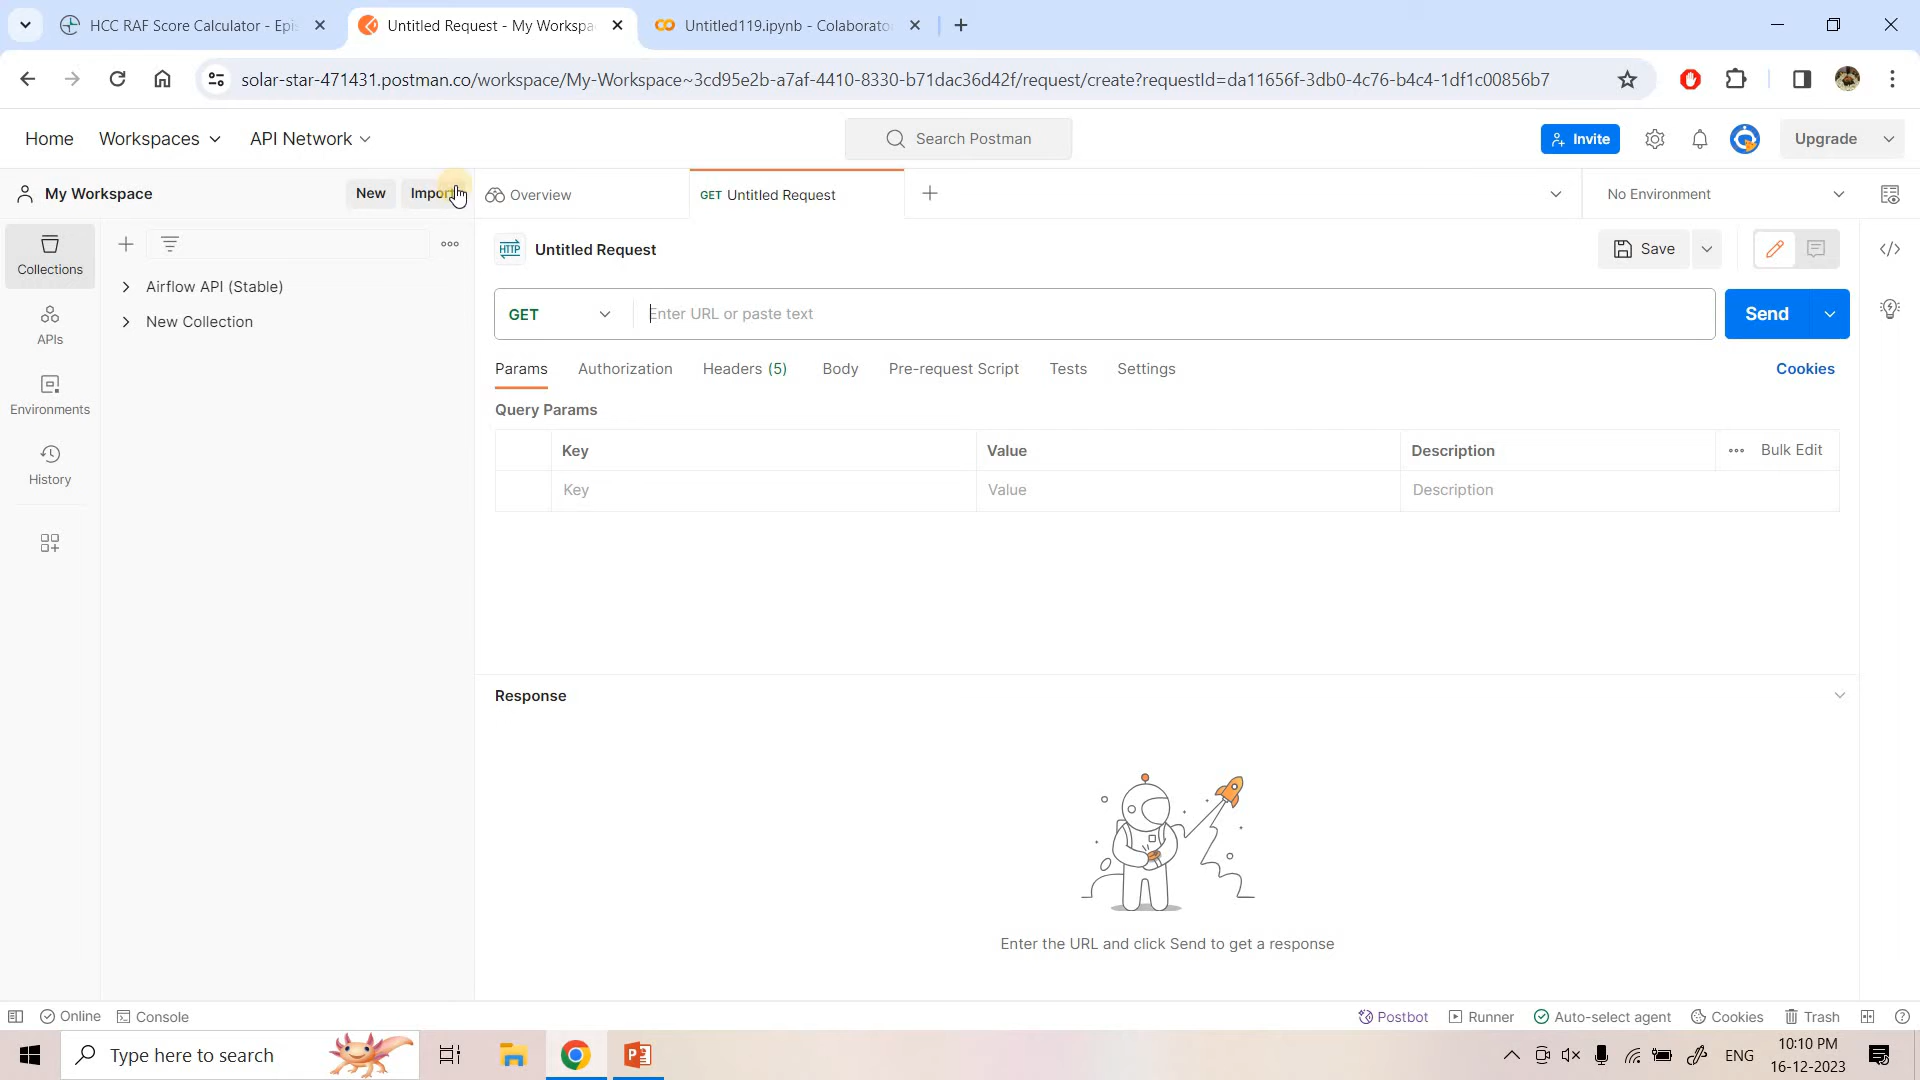 HCC RAF Score Calculator - Epis
Untitled Request - My Workspa
Untitled119.ipynb - Colaborato
solar-star-471431.postman.co/workspace/My-Workspace~3cd95e2b-a7af-4410-8330-b71dac36d42f/request/create?requestId=da11656f-3db0-4c76-b4c4-1df1c00856b7
Home Workspaces API Network Search Postman Invite Upgrade
My Workspace New Import Overview GET Untitled Request No Environment
Collections
APIs
Environments
History
Airflow API (Stable)
New Collection
HTTP Untitled Request Save
GET Enter URL or paste text Send
Params Authorization Headers (5) Body Pre-request Script Tests Settings Cookies
Query Params
Key Value Description Bulk Edit
Key Value Description
Response
Enter the URL and click Send to get a response
Online Console Postbot Runner Auto-select agent Cookies Trash
Type here to search
ENG
10:10 PM
16-12-2023